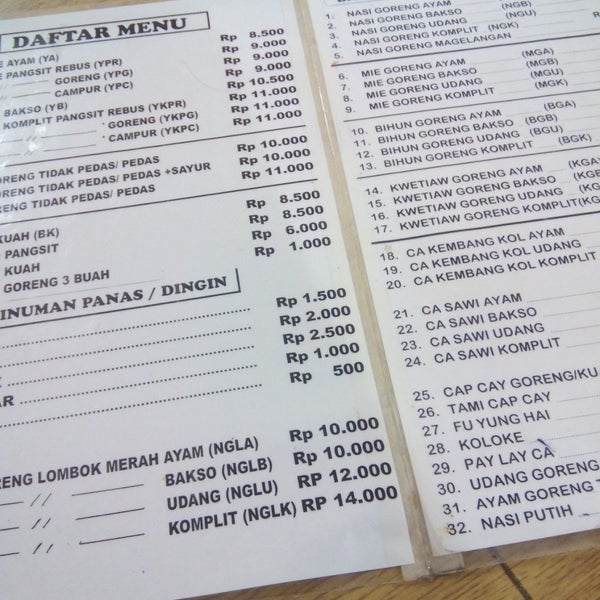 DAFTAR MENU
AYAM (YA) Rp 8.500
PANGSIT REBUS (YPR) Rp 9.000
GORENG (YPG) Rp 9.000
CAMPUR (YPC) Rp 10.500
BAKSO (YB) Rp 11.000
KOMPLIT PANGSIT REBUS (YKPR) Rp 11.000
GORENG (YKPG) Rp 11.000
CAMPUR (YKPC)
TIDAK PEDAS/ PEDAS Rp 10.000
TIDAK PEDAS/ PEDAS +SAYUR Rp 10.000
TIDAK PEDAS/ PEDAS Rp 11.000
KUAH (BK) Rp 8.500
PANGSIT Rp 8.500
KUAH Rp 6.000
GORENG 3 BUAH Rp 1.000
PANAS / DINGIN
Rp 1.500
Rp 2.000
Rp 2.500
Rp 1.000
Rp 500
LOMBOK MERAH AYAM (NGLA) Rp 10.000
// BAKSO (NGLB) Rp 10.000
// UDANG (NGLU) Rp 12.000
// KOMPLIT (NGLK) RP 14.000
1. NASI GORENG AYAM
2. NASI GORENG BAKSO (NGB)
3. NASI GORENG UDANG (NGU)
4. NASI GORENG KOMPLIT (NGK)
5. NASI GORENG MAGELANGAN
6. MIE GORENG AYAM (MGA)
7. MIE GORENG BAKSO (MGB)
8. MIE GORENG UDANG (MGU)
9. MIE GORENG KOMPLIT (MGK)
10. BIHUN GORENG AYAM (BGA)
11. BIHUN GORENG BAKSO (BGB)
12. BIHUN GORENG UDANG (BGU)
13. BIHUN GORENG KOMPLIT (BGK)
14. KWETIAW GORENG AYAM (KGA
15. KWETIAW GORENG BAKSO (KGB
16. KWETIAW GORENG UDANG (KG
17. KWETIAW GORENG KOMPLIT(KG
18. CA KEMBANG KOL AYAM
19. CA KEMBANG KOL UDANG
20. CA KEMBANG KOL KOMPLIT
21. CA SAWI AYAM
22. CA SAWI BAKSO
23. CA SAWI UDANG
24. CA SAWI KOMPLIT
25. CAP CAY GORENG/KU
26. TAMI CAP CAY
27. FU YUNG HAI
28. KOLOKE
29. PAY LAY CA
30. UDANG GORENG
31. AYAM GORENG T
32. NASI PUTIH